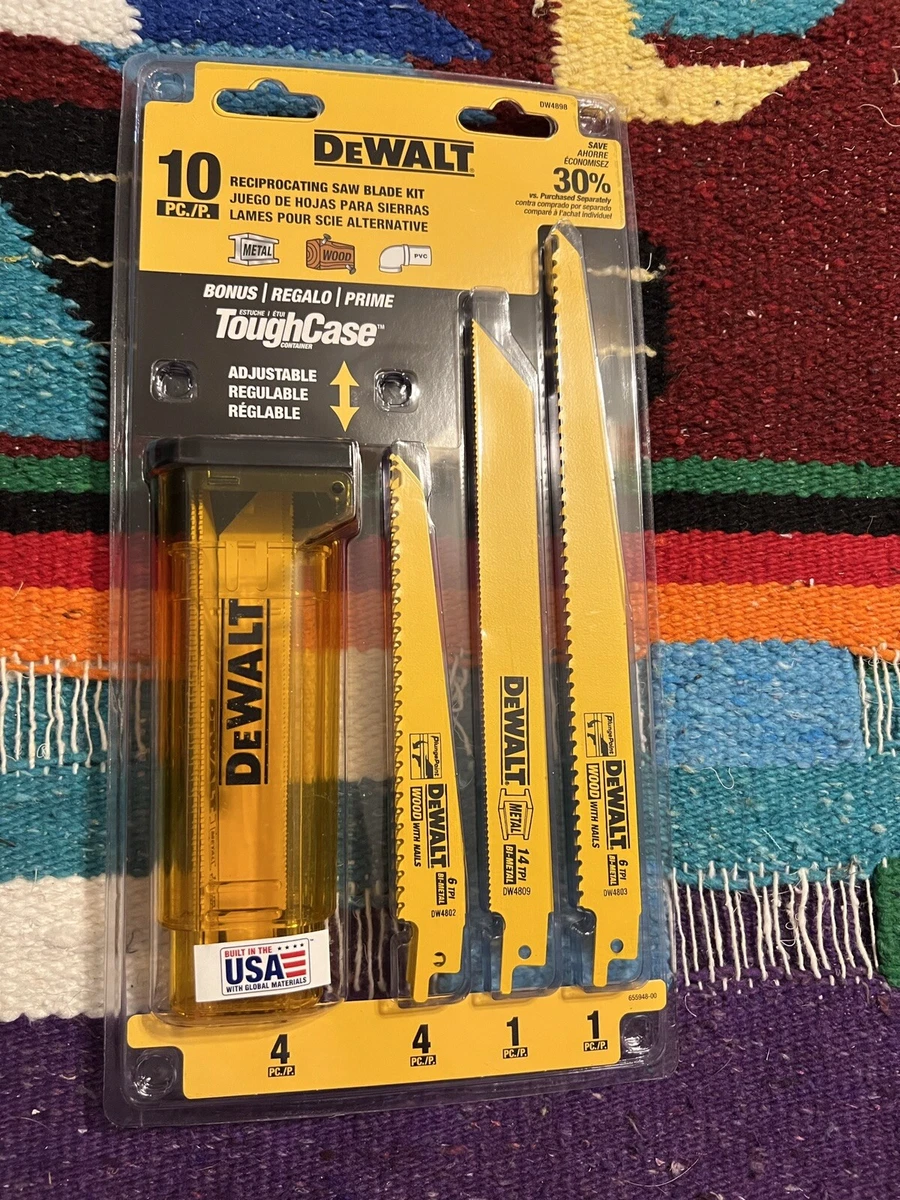 DW4898
DEWALT
10
PC./P.
RECIPROCATING SAW BLADE KIT
JUEGO DE HOJAS PARA SIERRAS
LAMES POUR SCIE ALTERNATIVE
METAL
WOOD
PVC
SAVE
AHORRE
ÉCONOMISEZ
30%
vs. Purchased Separately
contra comprado por separado
comparé à l'achat individuel
BONUS | REGALO | PRIME
ESTUCHE | ÉTUI
ToughCase™
CONTAINER
ADJUSTABLE
REGULABLE
RÉGLABLE
DEWALT
BUILT IN THE
USA
WITH GLOBAL MATERIALS
PlungePoint
DEWALT
WOOD WITH NAILS
6 TPI
BI-METAL
DW4802
DEWALT
METAL
14 TPI
BI-METAL
DW4809
PlungePoint
DEWALT
WOOD WITH NAILS
6 TPI
BI-METAL
DW4803
655948-00
4
PC./P.
4
PC./P.
1
PC./P.
1
PC./P.